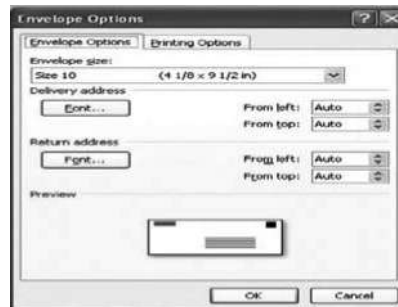 Envelope Options
Envelope Options Printing Options
Envelope size:
Size 10 (4 1/8 x 9 1/2 in)
Delivery address
Font... From left: Auto
From top: Auto
Return address
Font... From left: Auto
From top: Auto
Preview
OK Cancel